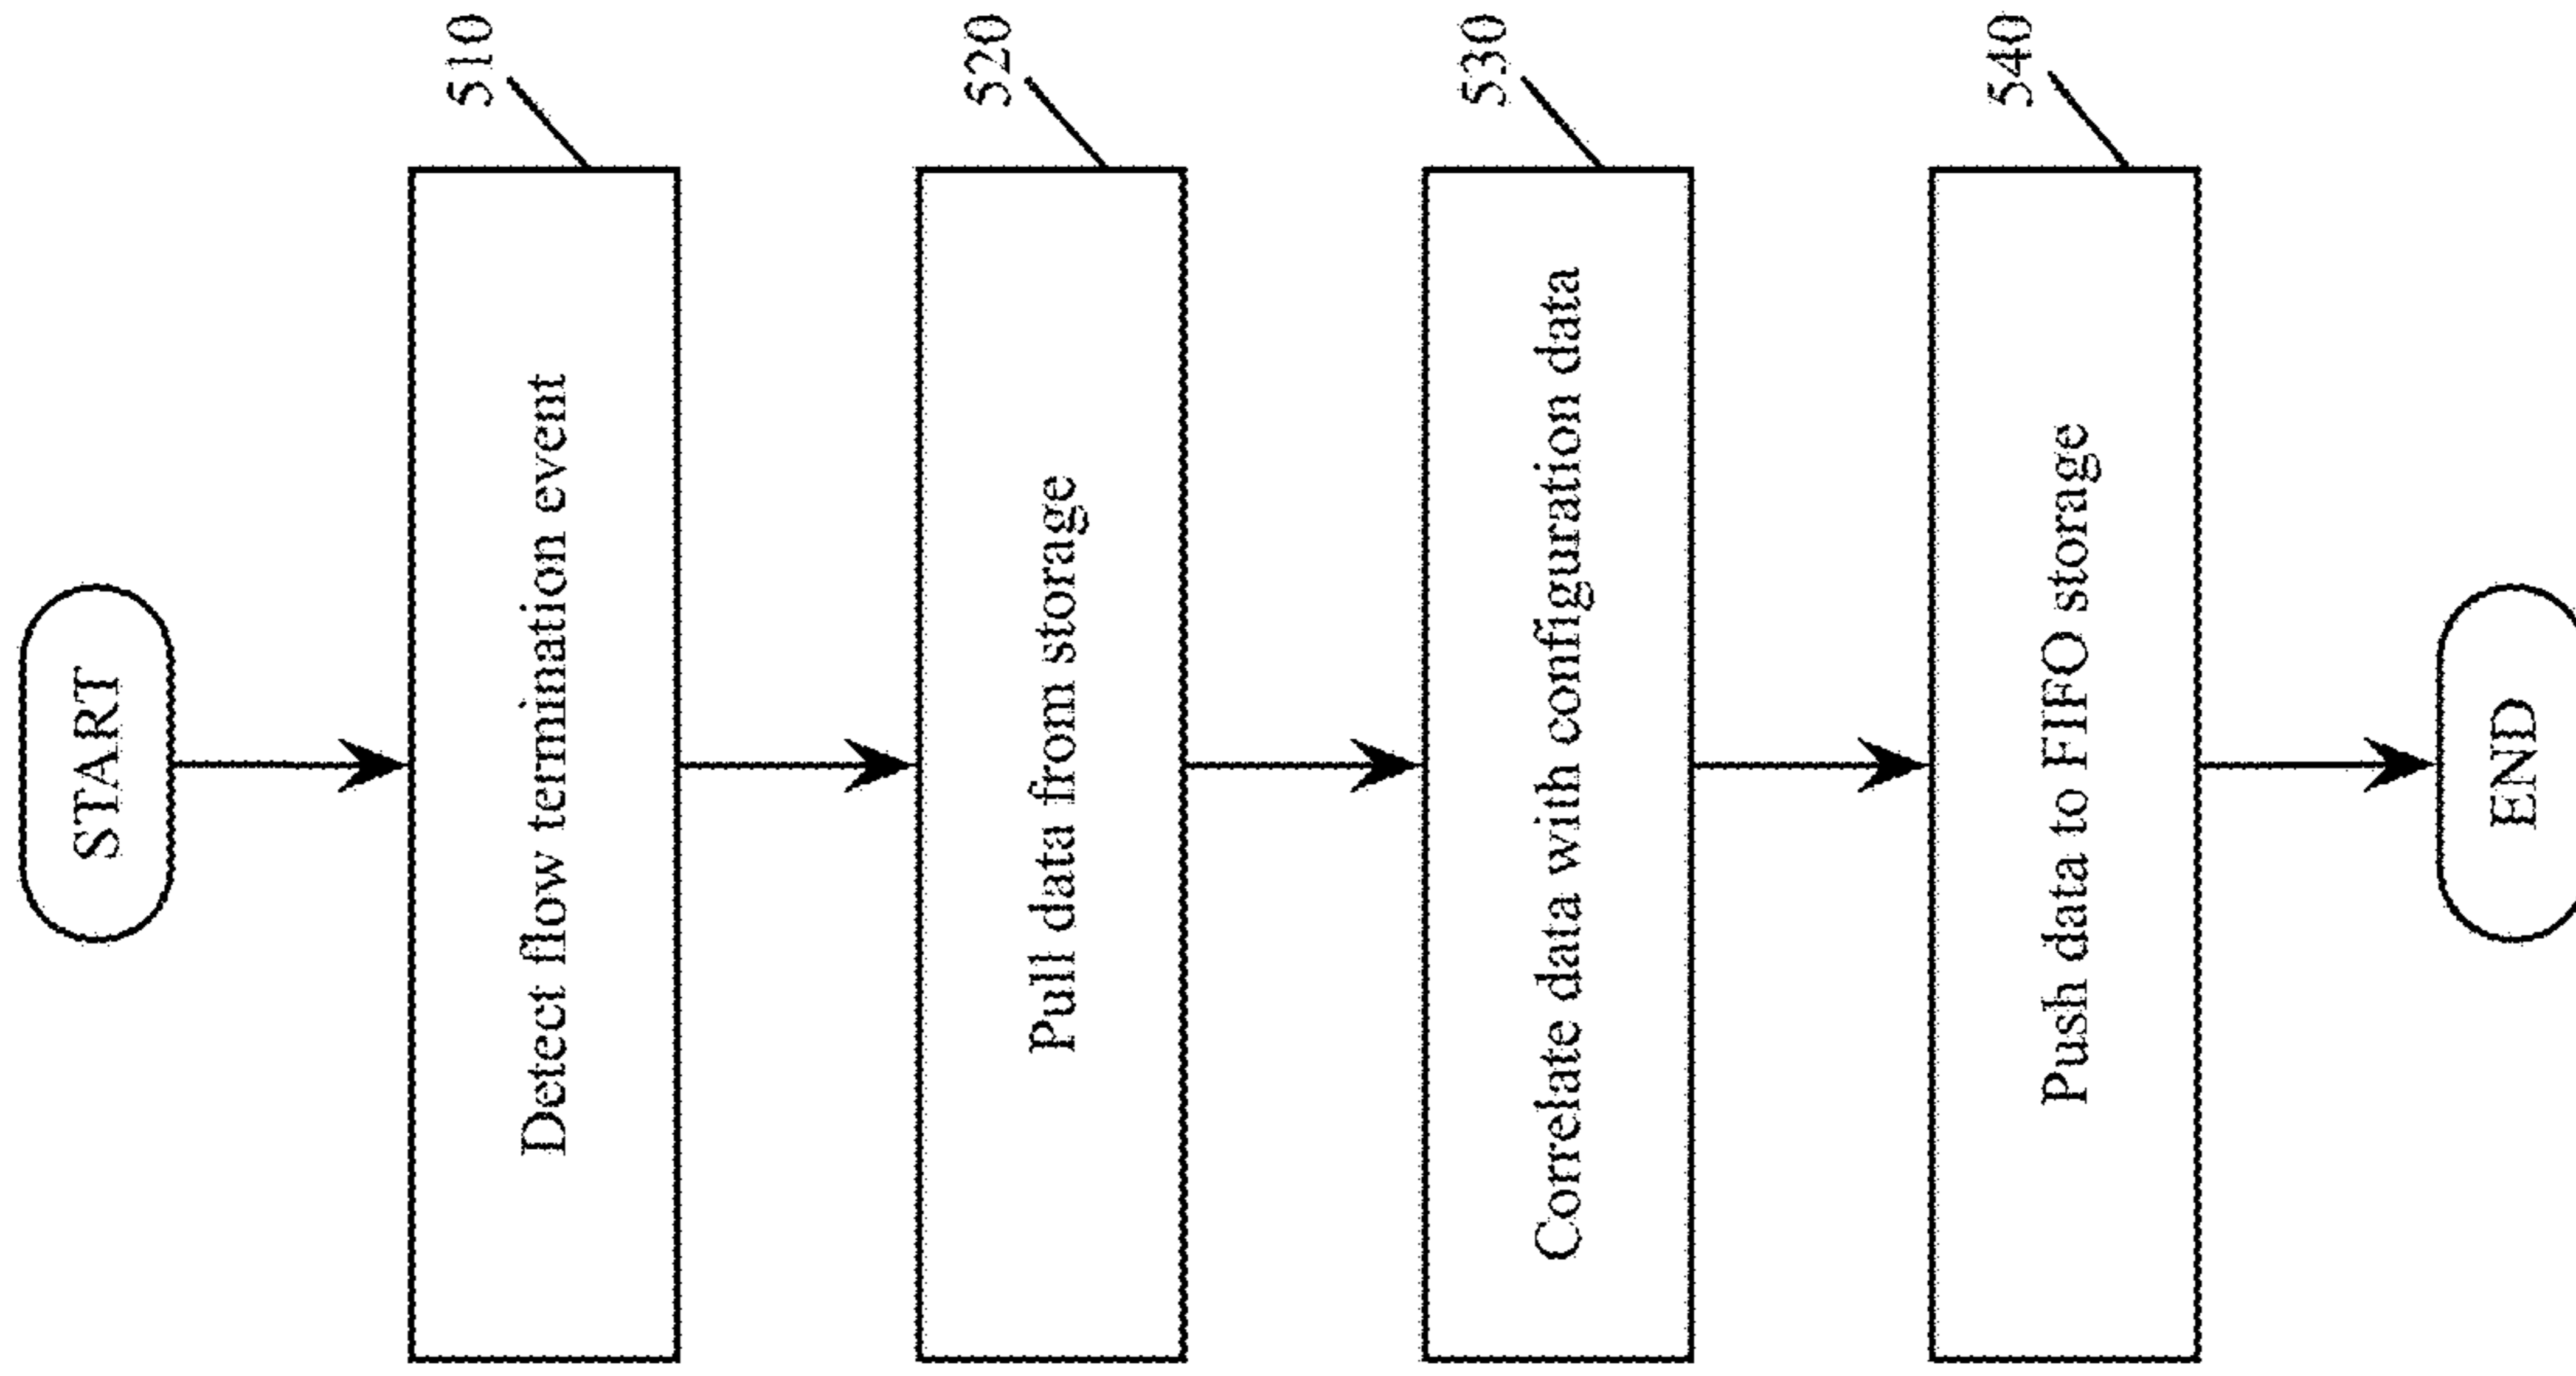 START
Detect flow termination event
510
Pull data from storage
520
Correlate data with configuration data
530
Push data to FIFO storage
540
END